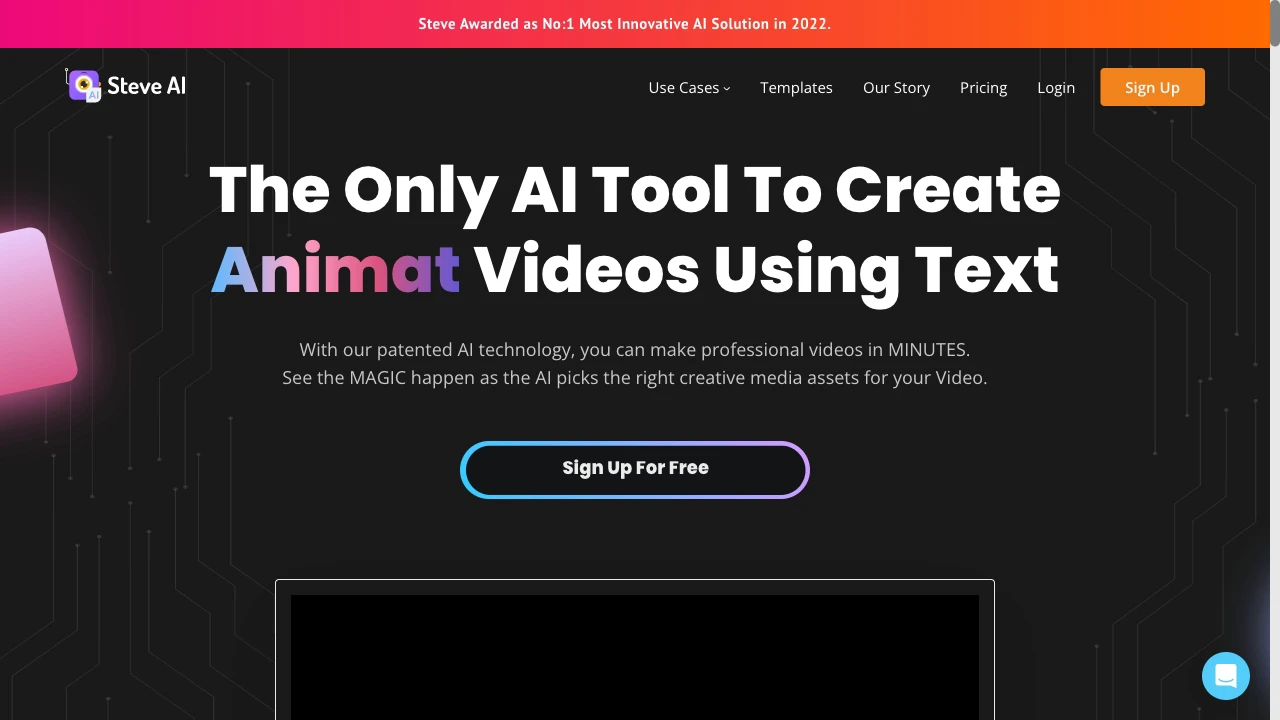 Steve Awarded as No:1 Most Innovative AI Solution in 2022.
AI Steve AI
Use Cases Templates Our Story Pricing Login Sign Up
The Only AI Tool To Create
Animat Videos Using Text
With our patented AI technology, you can make professional videos in MINUTES.
See the MAGIC happen as the AI picks the right creative media assets for your Video.
Sign Up For Free